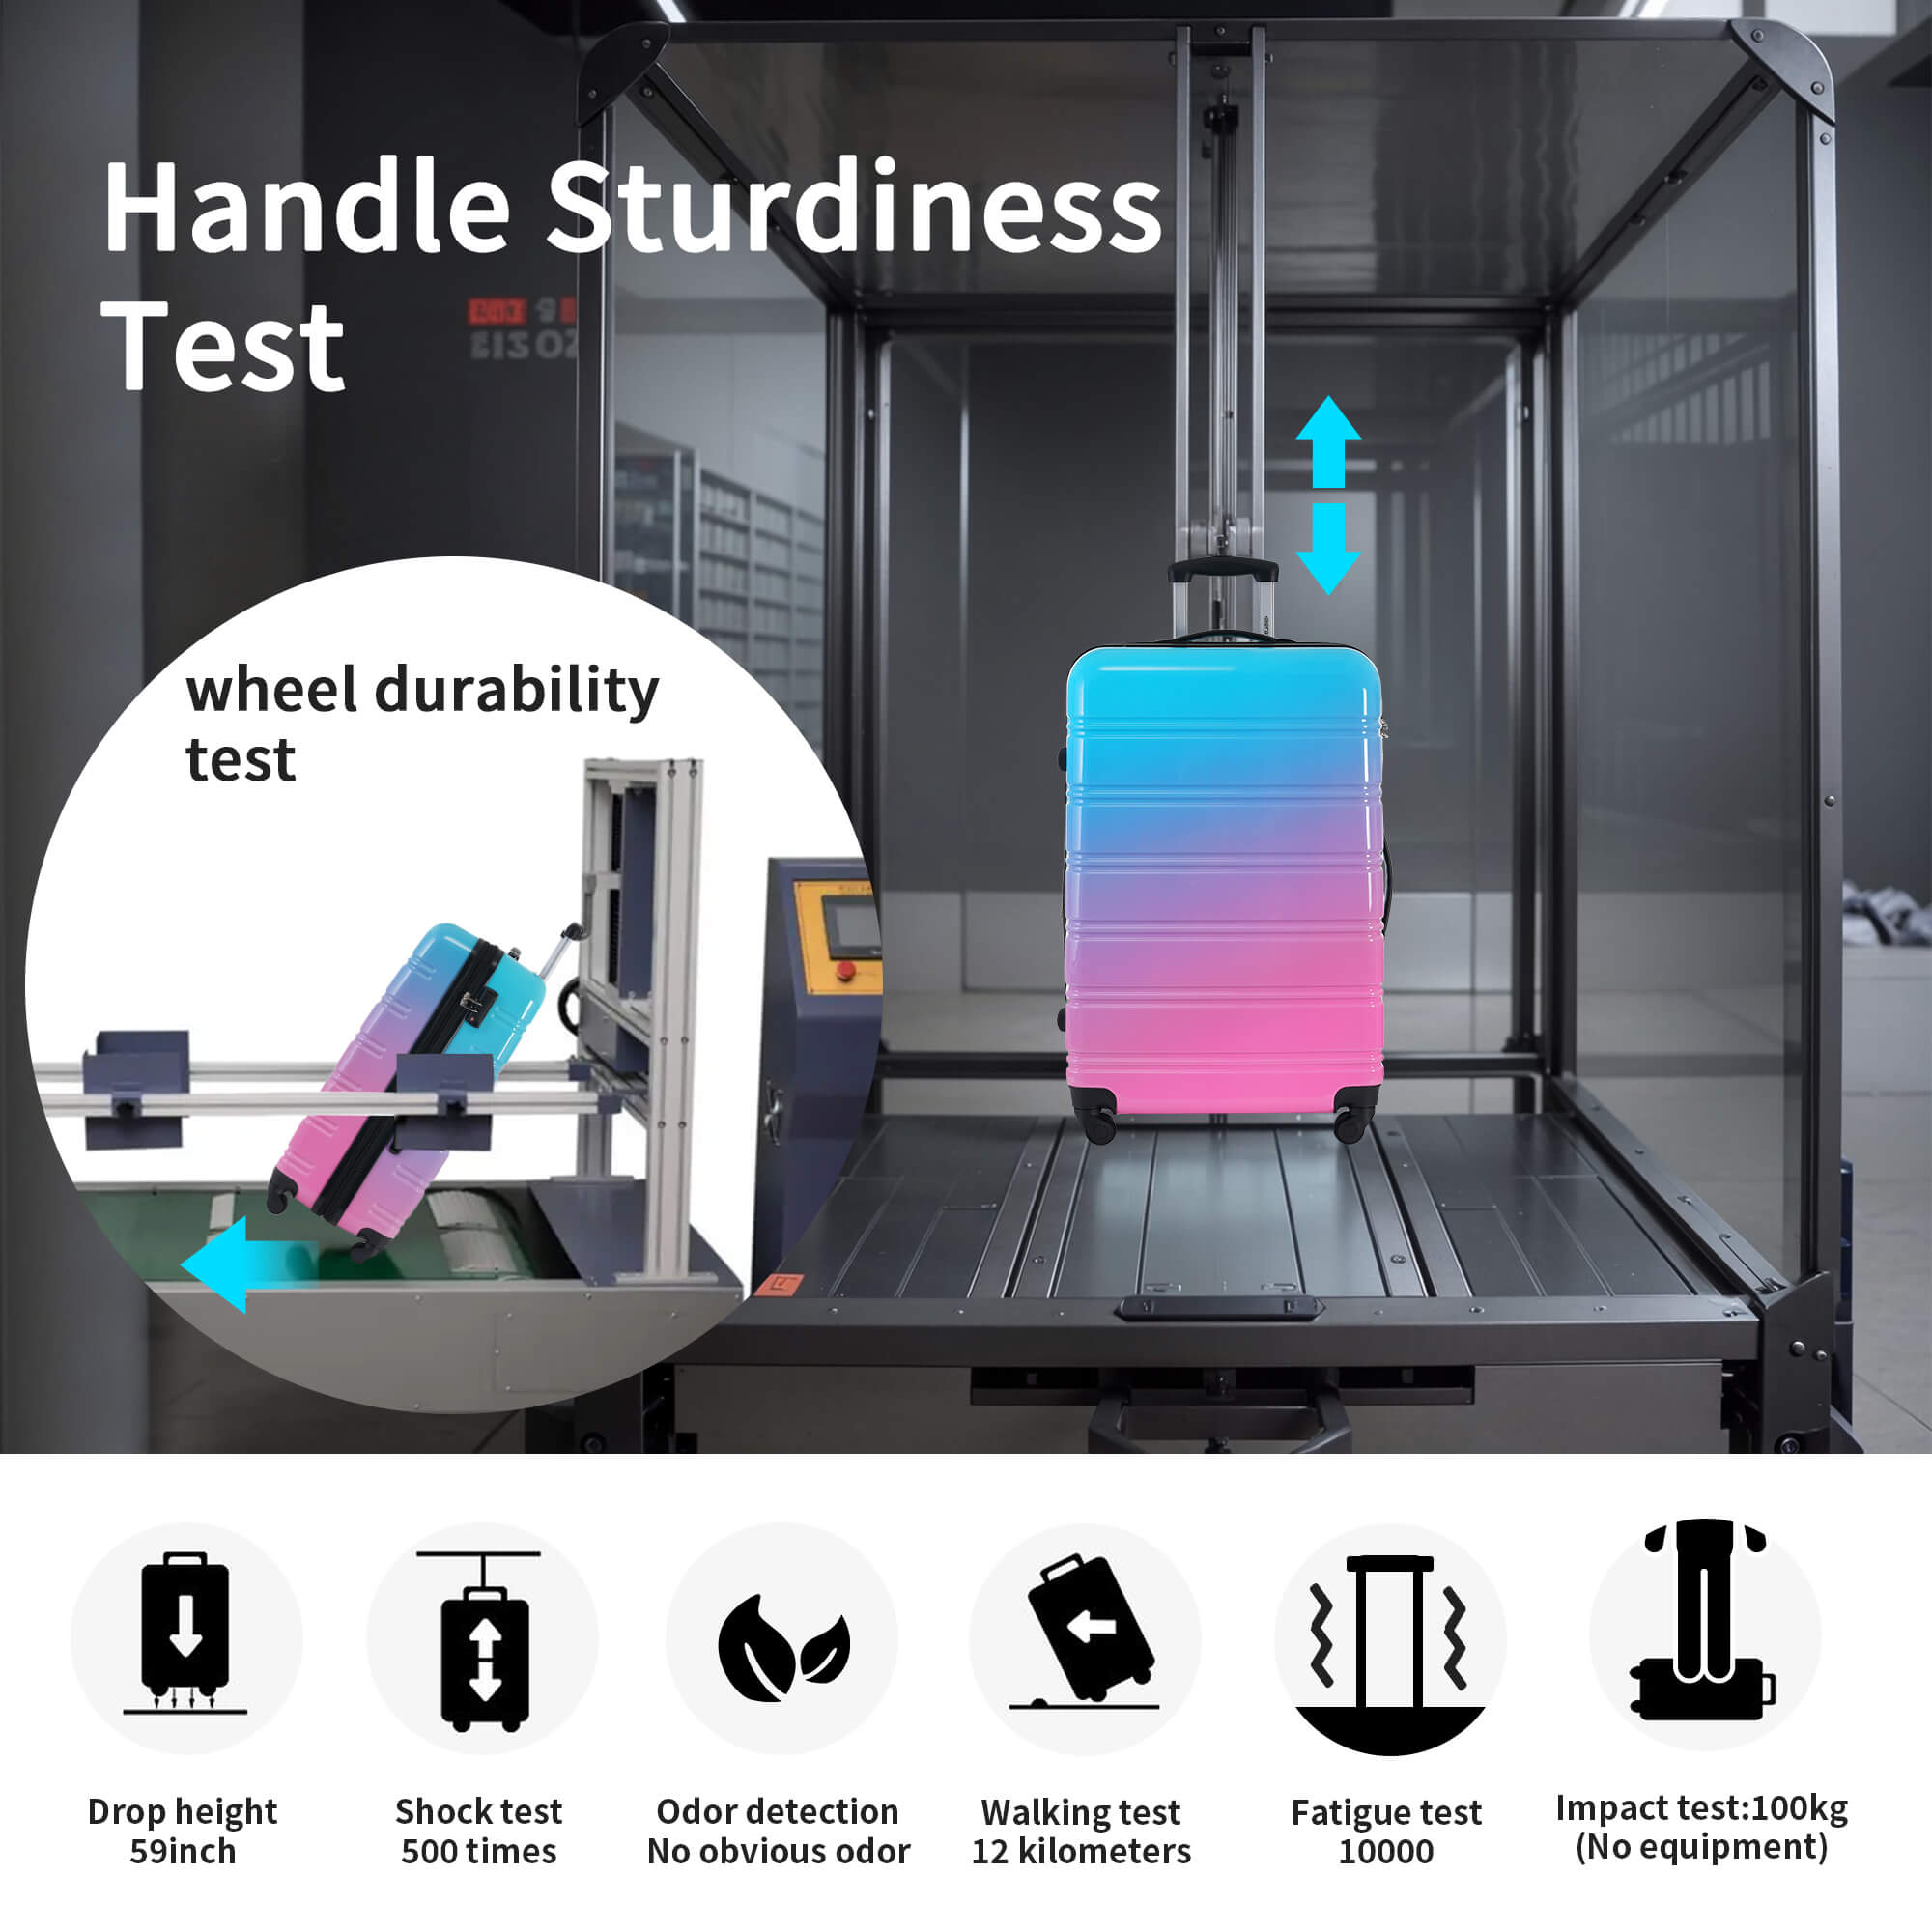 Handle Sturdiness
Test
wheel durability
test
Drop height
59inch
Shock test
500 times
Odor detection
No obvious odor
Walking test
12 kilometers
Fatigue test
10000
Impact test:100kg
(No equipment)